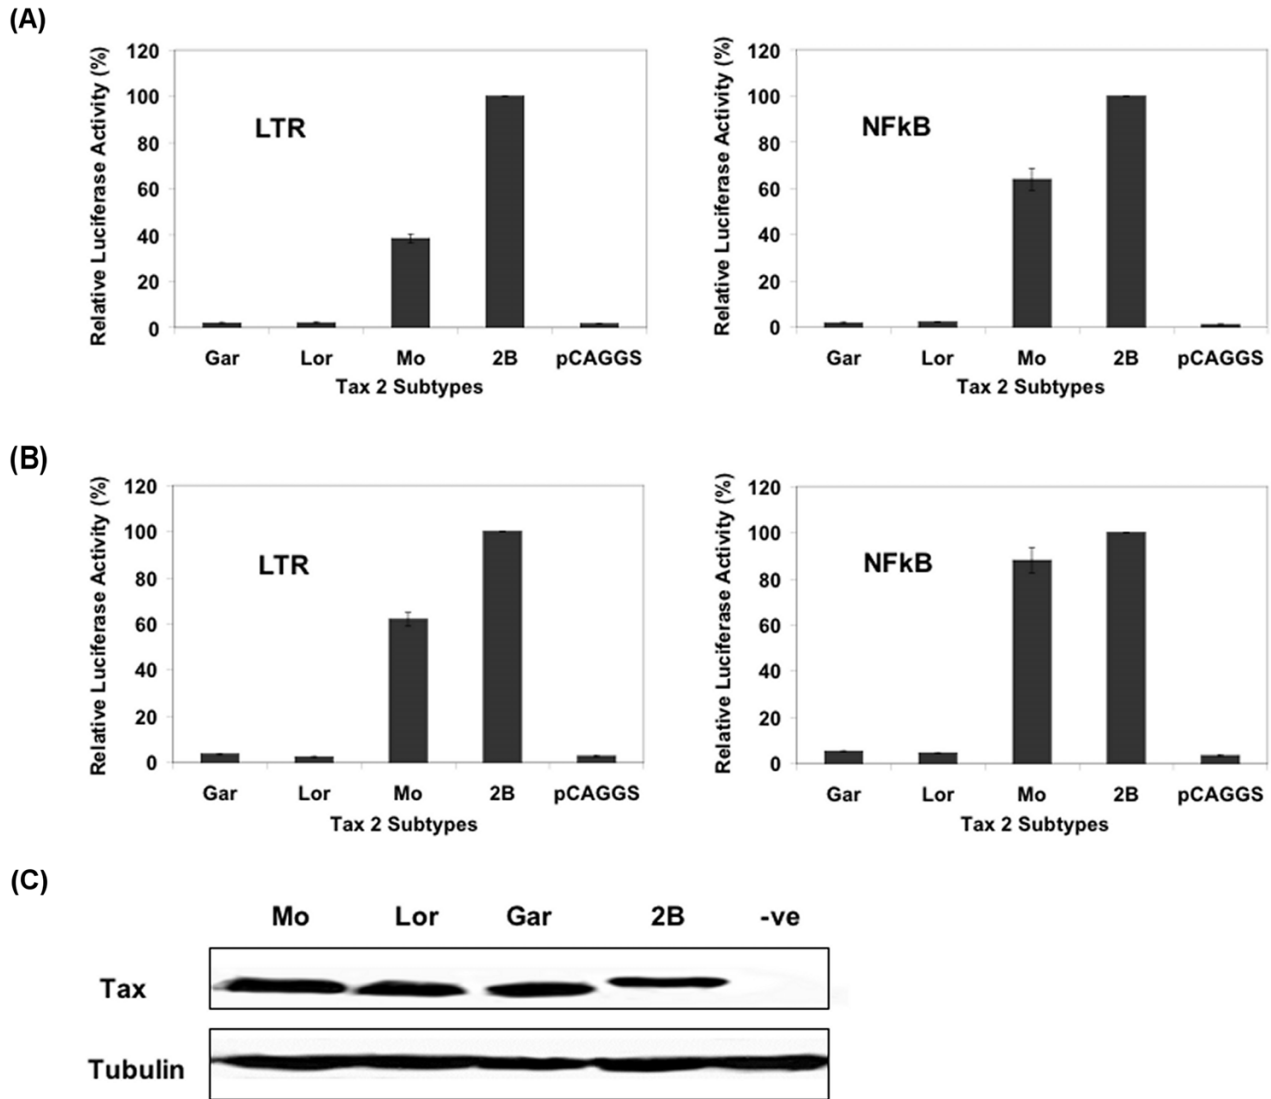 (A)
Relative Luciferase Activity (%)
120
100
80
60
40
20
0
LTR
Gar Lor Mo 2B pCAGGS
Tax 2 Subtypes
Relative Luciferase Activity (%)
120
100
80
60
40
20
0
NFkB
Gar Lor Mo 2B pCAGGS
Tax 2 Subtypes
(B)
Relative Luciferase Activity (%)
120
100
80
60
40
20
0
LTR
Gar Lor Mo 2B pCAGGS
Tax 2 Subtypes
Relative Luciferase Activity (%)
120
100
80
60
40
20
0
NFkB
Gar Lor Mo 2B pCAGGS
Tax 2 Subtypes
(C)
Mo Lor Gar 2B -ve
Tax
Tubulin